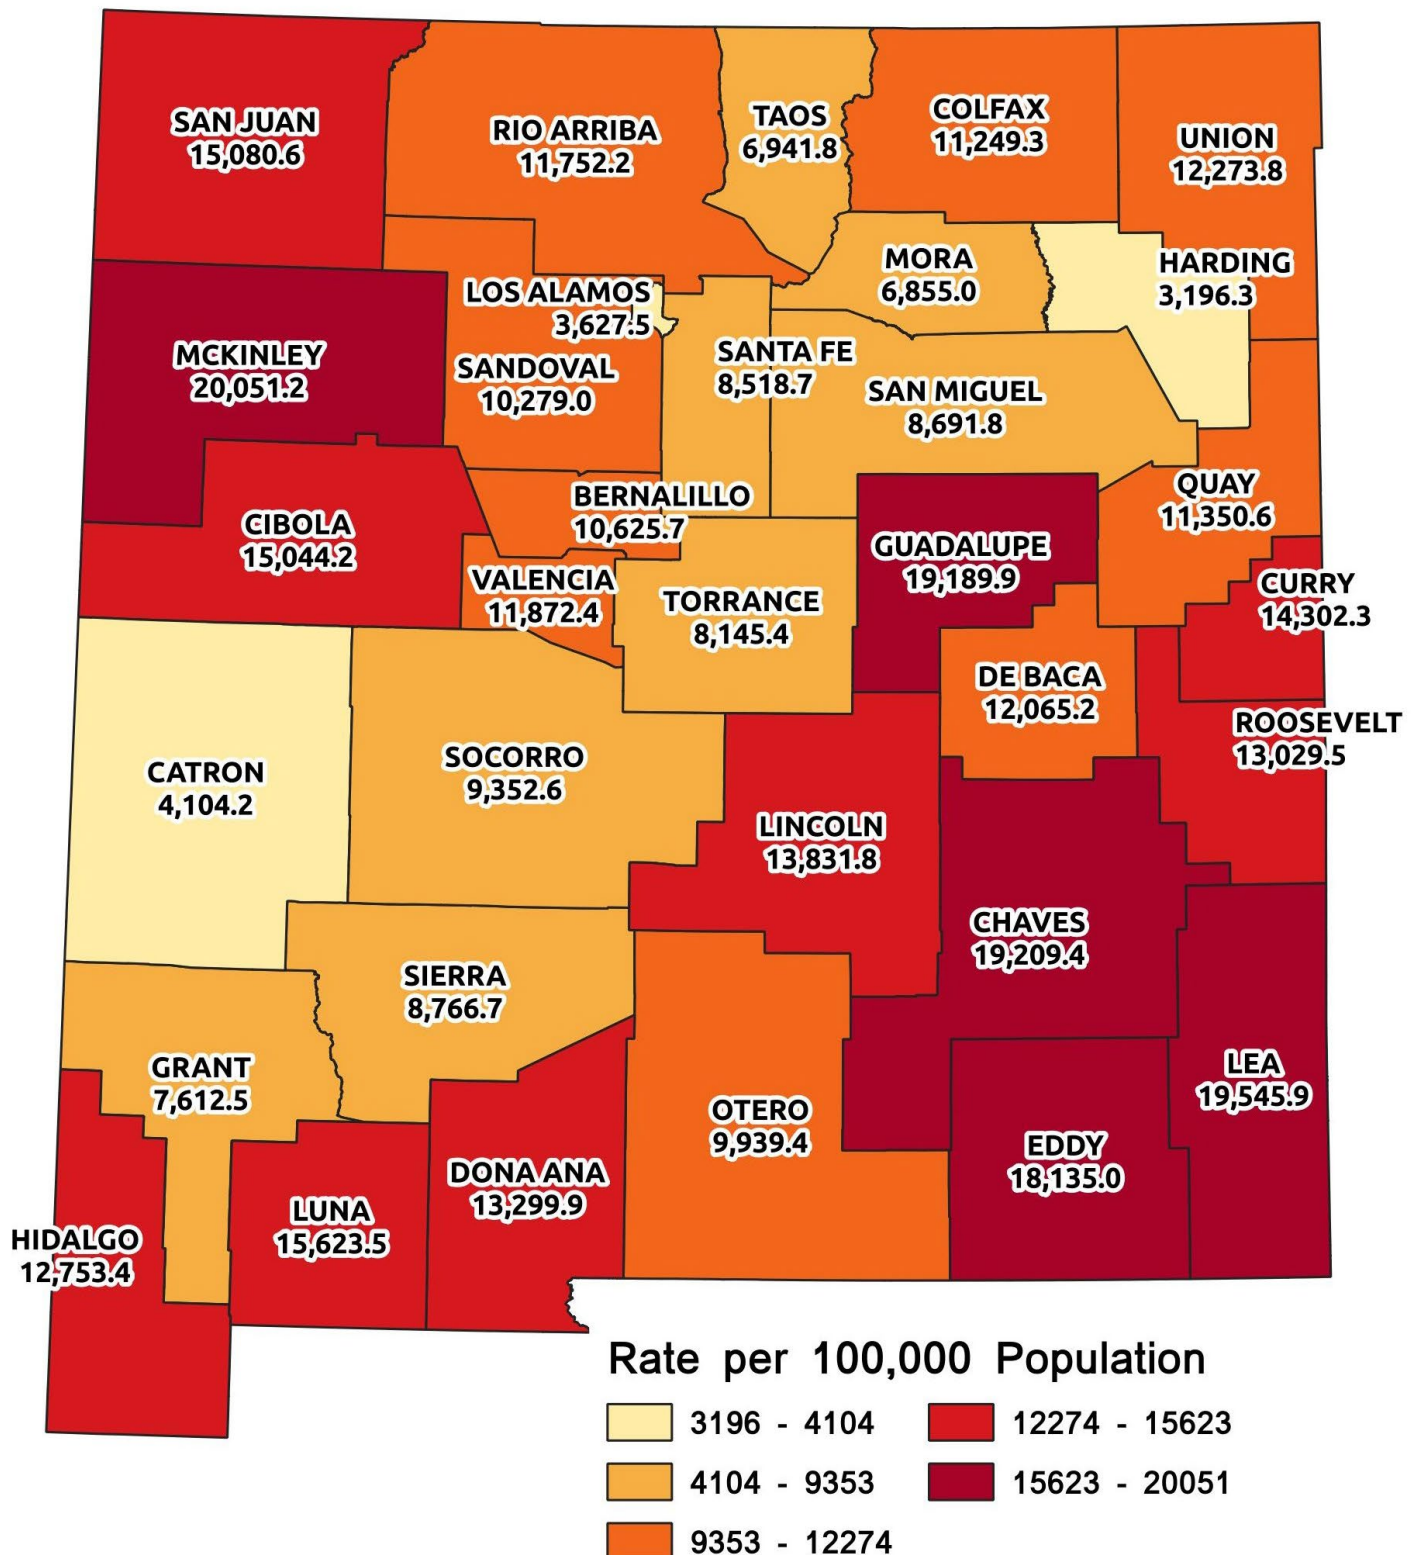 SAN JUAN
15,080.6
RIO ARRIBA
11,752.2
TAOS
6,941.8
COLFAX
11,249.3
UNION
12,273.8
MORA
6,855.0
HARDING
3,196.3
LOS ALAMOS
3,627.5
MCKINLEY
20,051.2
SANDOVAL
10,279.0
SANTA FE
8,518.7
SAN MIGUEL
8,691.8
QUAY
11,350.6
BERNALILLO
10,625.7
CIBOLA
15,044.2
GUADALUPE
19,189.9
VALENCIA
11,872.4
TORRANCE
8,145.4
CURRY
14,302.3
DE BACA
12,065.2
ROOSEVELT
13,029.5
CATRON
4,104.2
SOCORRO
9,352.6
LINCOLN
13,831.8
CHAVES
19,209.4
SIERRA
8,766.7
GRANT
7,612.5
LEA
19,545.9
OTERO
9,939.4
EDDY
18,135.0
DONA ANA
13,299.9
LUNA
15,623.5
HIDALGO
12,753.4
Rate per 100,000 Population
3196 - 4104
12274 - 15623
4104 - 9353
15623 - 20051
9353 - 12274